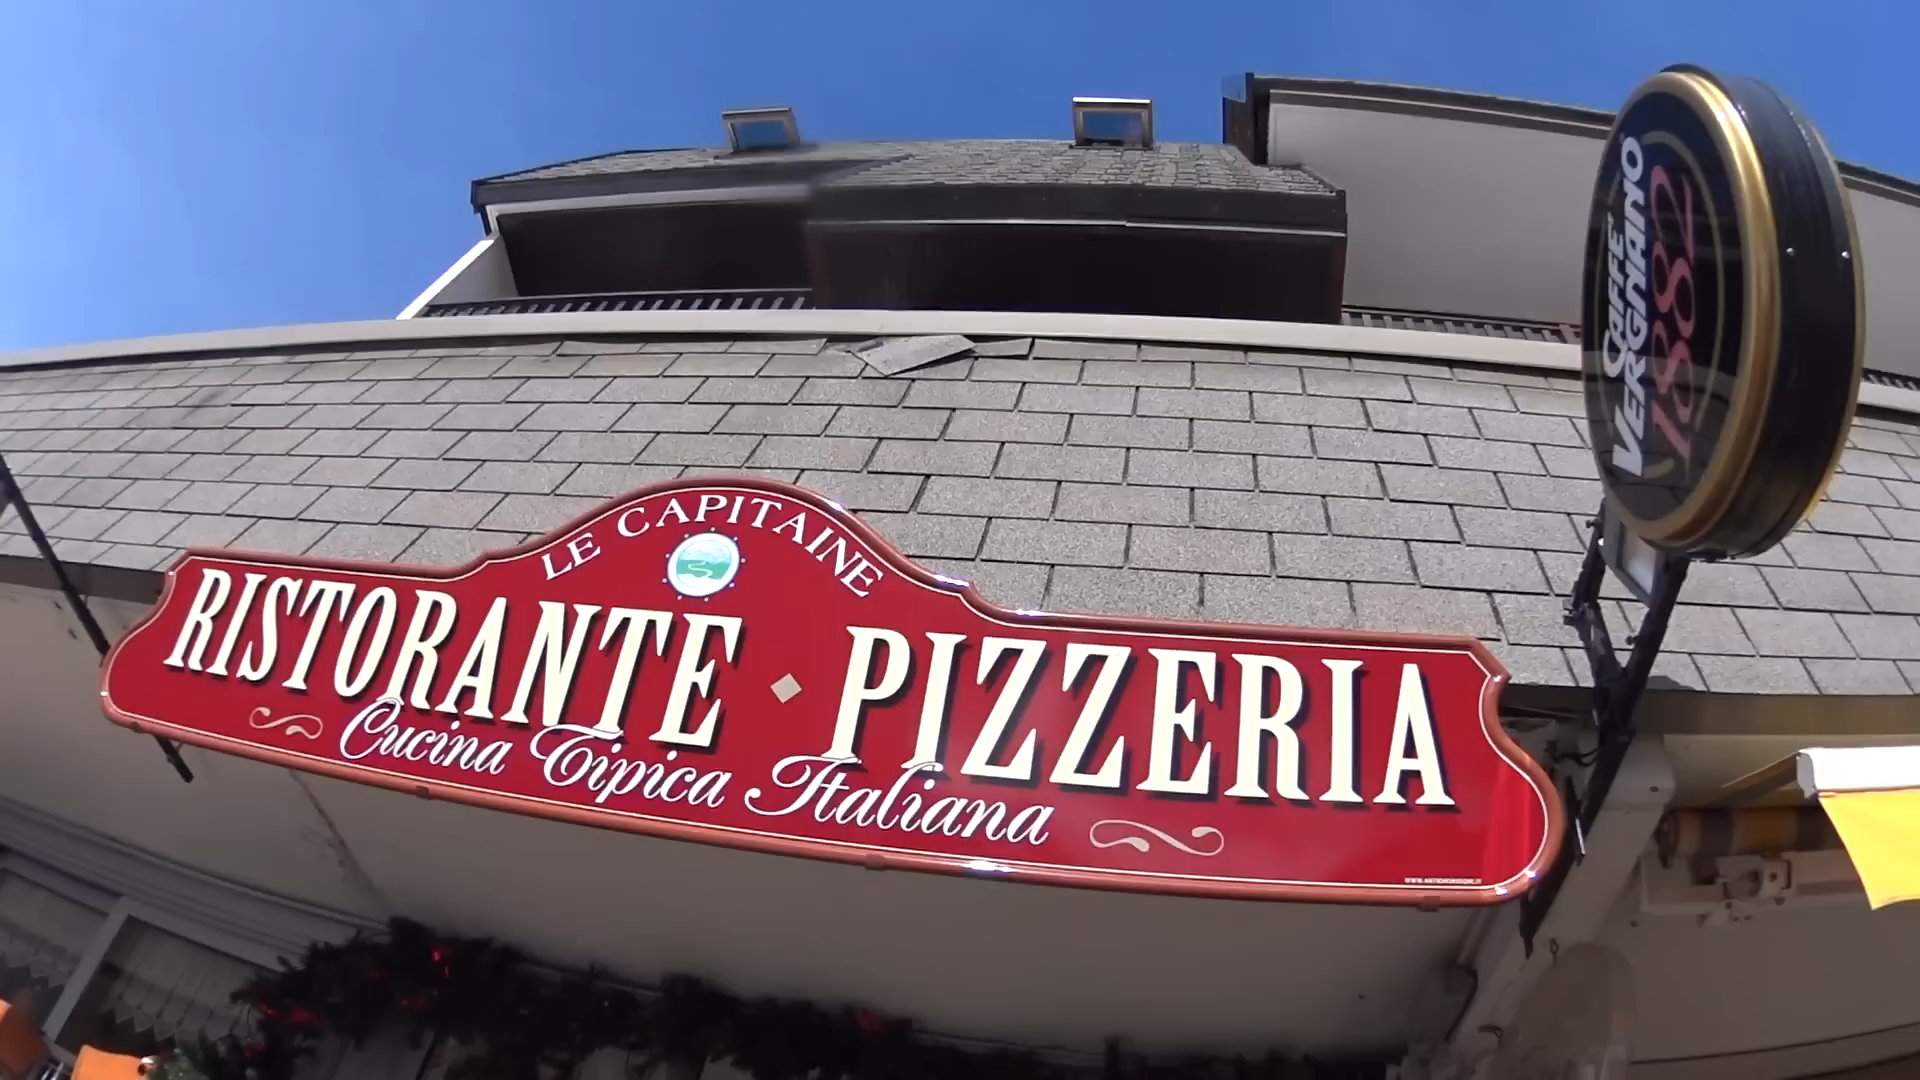 LE CAPITAINE
RISTORANTE · PIZZERIA
Cucina Tipica Italiana
CAFFÈ
VERGNANO
1882